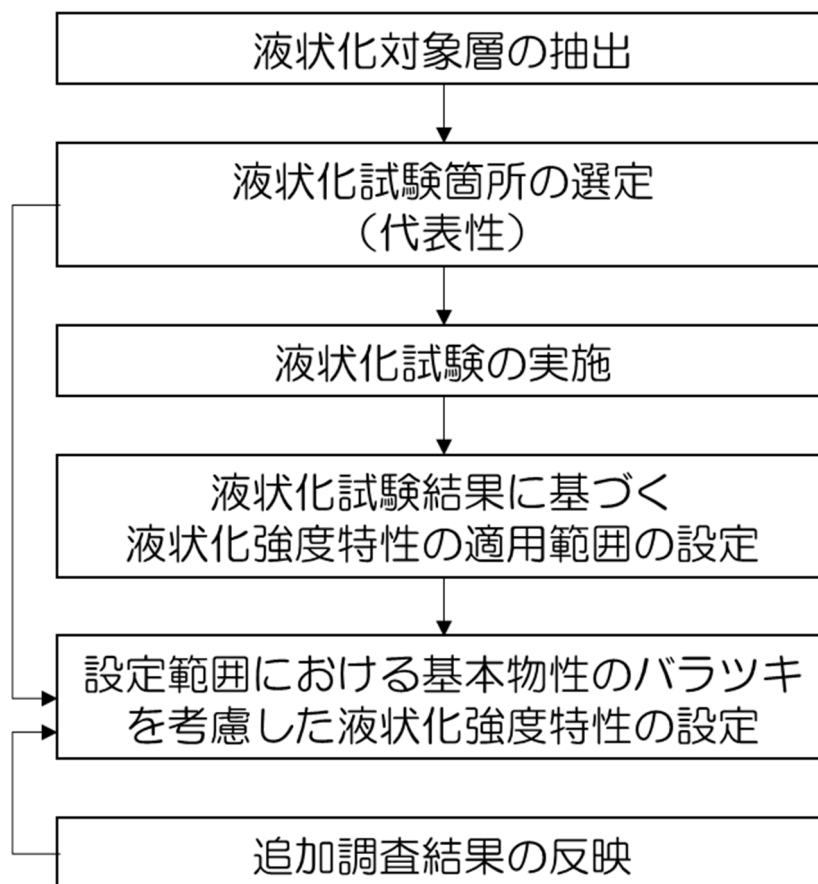 液状化対象層の抽出
液状化試験箇所の選定
（代表性）
液状化試験の実施
液状化試験結果に基づく
液状化強度特性の適用範囲の設定
設定範囲における基本物性のバラツキ
を考慮した液状化強度特性の設定
追加調査結果の反映